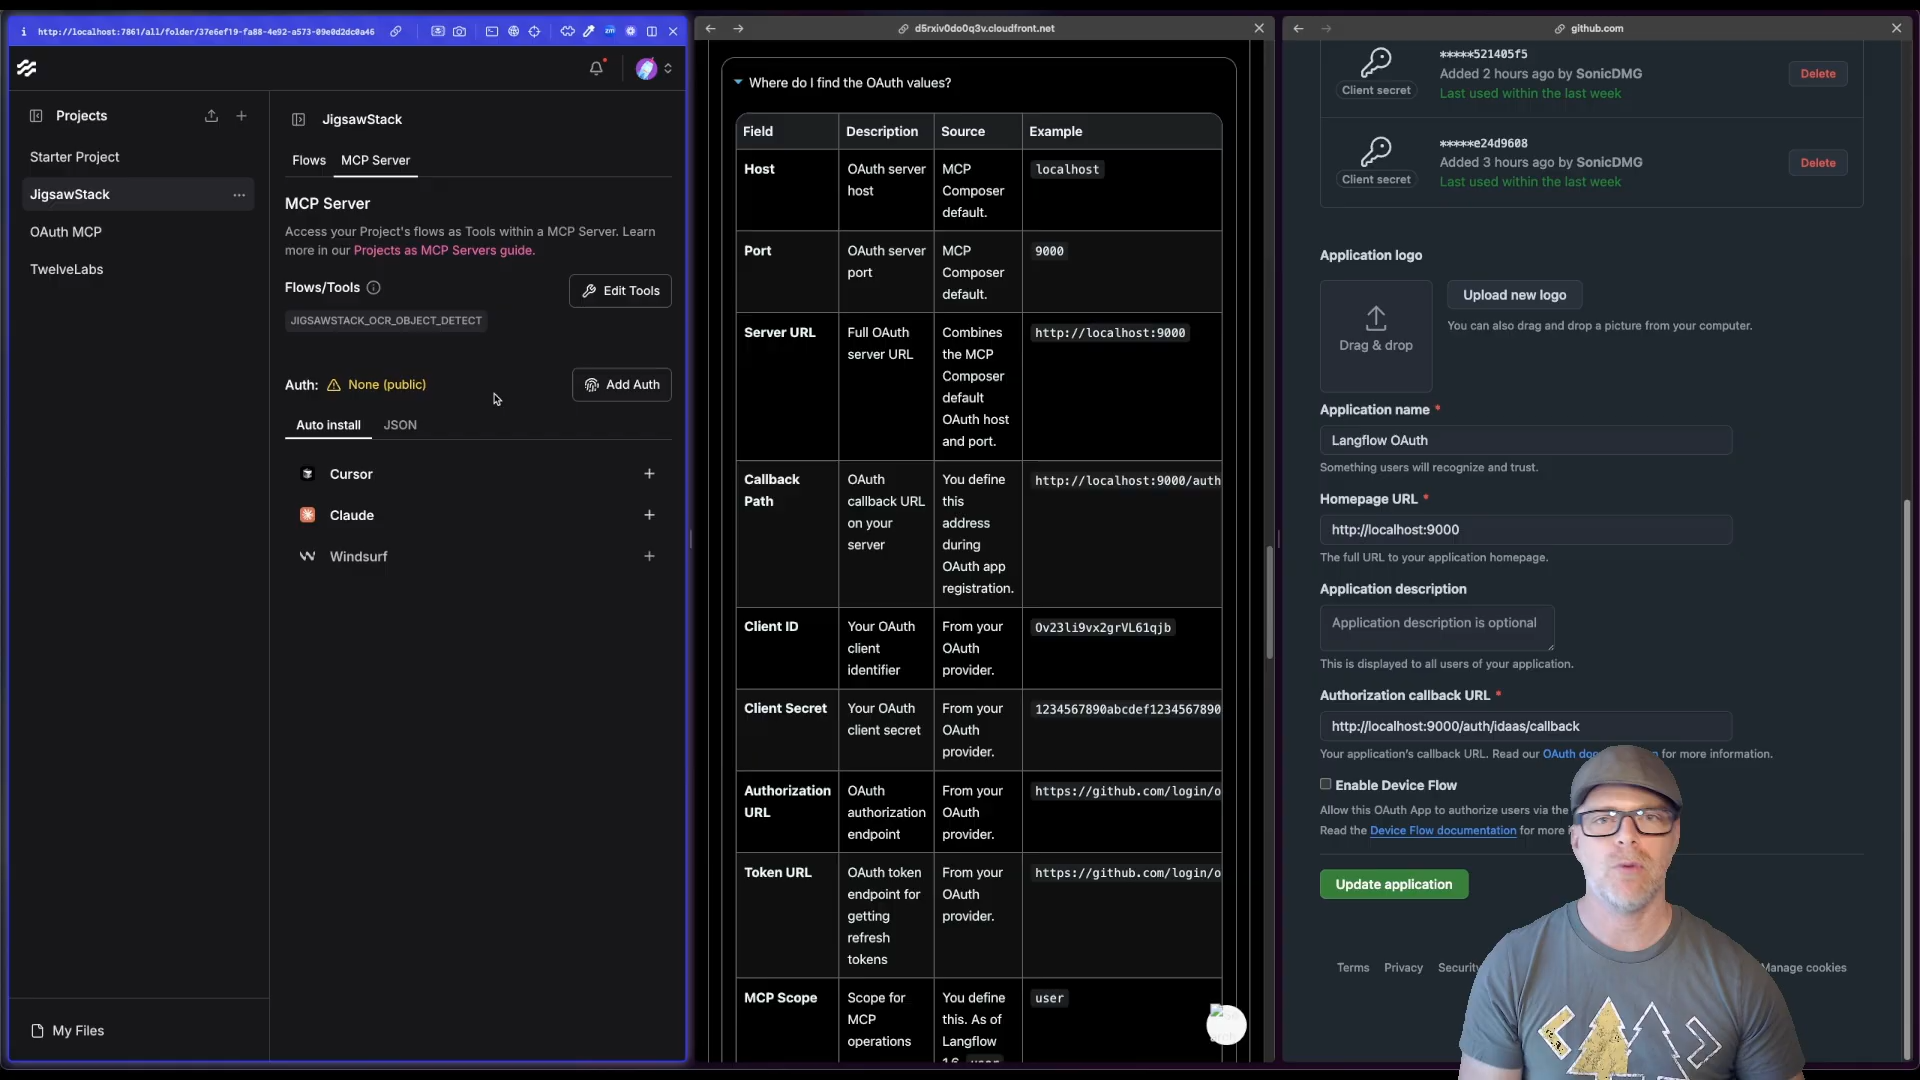 http://localhost:7861/all/folder/37e6ef19-fa88-4e92-a573-09e0d2dc0a46
Projects
Starter Project
JigsawStack
OAuth MCP
TwelveLabs
My Files
JigsawStack
Flows
MCP Server
MCP Server
Access your Project's flows as Tools within a MCP Server. Learn
more in our Projects as MCP Servers guide.
Flows/Tools
Edit Tools
JIGSAWSTACK_OCR_OBJECT_DETECT
Auth:
None (public)
Add Auth
Auto install
JSON
Cursor
Claude
Windsurf
d5rxiv0do0q3v.cloudfront.net
Where do I find the OAuth values?
Field
Description
Source
Example
Host
OAuth server
host
MCP
Composer
default.
localhost
Port
OAuth server
port
MCP
Composer
default.
9000
Server URL
Full OAuth
server URL
Combines
the MCP
Composer
default
OAuth host
and port.
http://localhost:9000
Callback
Path
OAuth
callback URL
on your
server
You define
this
address
during
OAuth app
registration.
http://localhost:9000/auth
Client ID
Your OAuth
client
identifier
From your
OAuth
provider.
Ov23li9vx2grVL61qjb
Client Secret
Your OAuth
client secret
From your
OAuth
provider.
1234567890abcdef1234567890
Authorization
URL
OAuth
authorization
endpoint
From your
OAuth
provider.
https://github.com/login/o
Token URL
OAuth token
endpoint for
getting
refresh
tokens
From your
OAuth
provider.
https://github.com/login/o
MCP Scope
Scope for
MCP
operations
You define
this. As of
Langflow
user
github.com
*****521405f5
Added 2 hours ago by SonicDMG
Last used within the last week
Client secret
Delete
*****e24d9608
Added 3 hours ago by SonicDMG
Last used within the last week
Client secret
Delete
Application logo
Drag & drop
Upload new logo
You can also drag and drop a picture from your computer.
Application name *
Langflow OAuth
Something users will recognize and trust.
Homepage URL *
http://localhost:9000
The full URL to your application homepage.
Application description
Application description is optional
This is displayed to all users of your application.
Authorization callback URL *
http://localhost:9000/auth/idaas/callback
Your application's callback URL. Read our OAuth for more information.
Enable Device Flow
Allow this OAuth App to authorize users via the
Read the Device Flow documentation for more
Update application
Terms
Privacy
Security
Manage cookies